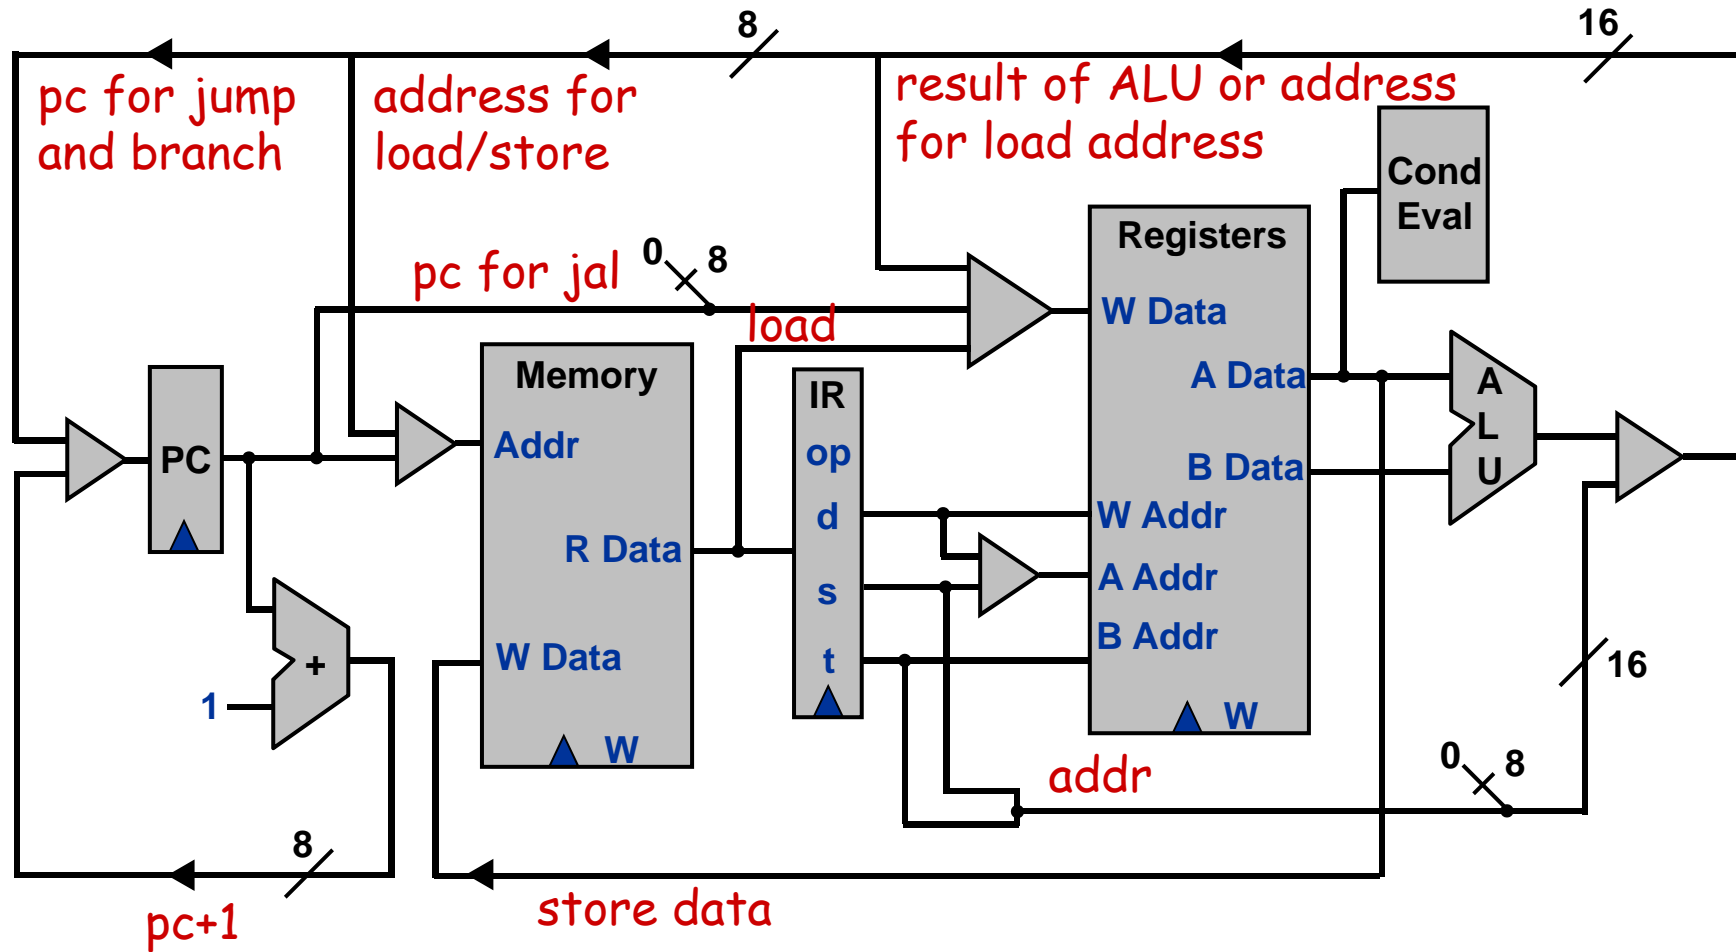 8
16
pc for jump
and branch
address for
load/store
result of ALU or address
for load address
Cond
Eval
Registers
pc for jal
0
8
load
W Data
Memory
A Data
IR
A
L
U
PC
Addr
op
B Data
d
W Addr
R Data
A Addr
s
B Addr
W Data
t
+
16
1
W
W
addr
0
8
8
store data
pc+1